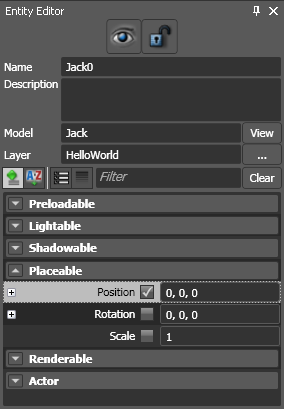 Entity Editor
Name Jack0
Description
Model Jack View
Layer HelloWorld ...
AZ Filter Clear
Preloadable
Lightable
Shadowable
Placeable
Position 0, 0, 0
Rotation 0, 0, 0
Scale 1
Renderable
Actor